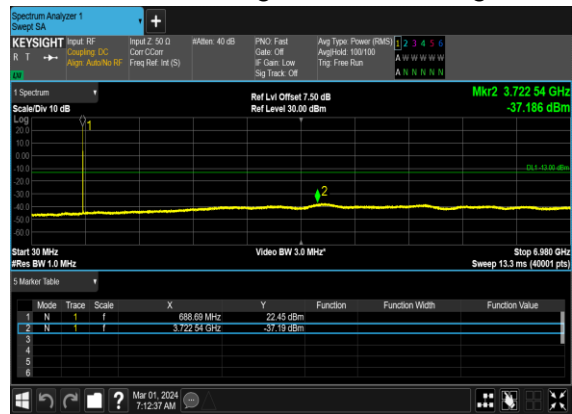 Spectrum Analyzer 1
Swept SA
+
KEYSIGHT Input: RF Input Z: 50 Ω #Atten: 40 dB PNO: Fast Avg Type: Power (RMS) 1 2 3 4 5 6
R T Coupling: DC Corr CCorr Gate: Off Avg|Hold: 100/100 A W W W W W
Align: Auto/No RF Freq Ref: Int (S) IF Gain: Low Trig: Free Run
LXI Sig Track: Off A N N N N N
1 Spectrum Ref Lvl Offset 7.50 dB Mkr2 3.722 54 GHz
Scale/Div 10 dB Ref Level 30.00 dBm -37.186 dBm
Log
20.0 1
10.0
0.00
-10.0 DL1 -13.00 dBm
-20.0
-30.0 2
-40.0
-50.0
-60.0
Start 30 MHz Video BW 3.0 MHz* Stop 6.980 GHz
#Res BW 1.0 MHz Sweep 13.3 ms (40001 pts)
5 Marker Table
Mode Trace Scale X Y Function Function Width Function Value
1 N 1 f 688.69 MHz 22.45 dBm
2 N 1 f 3.722 54 GHz -37.19 dBm
3
4
5
6
? Mar 01, 2024
7:12:37 AM